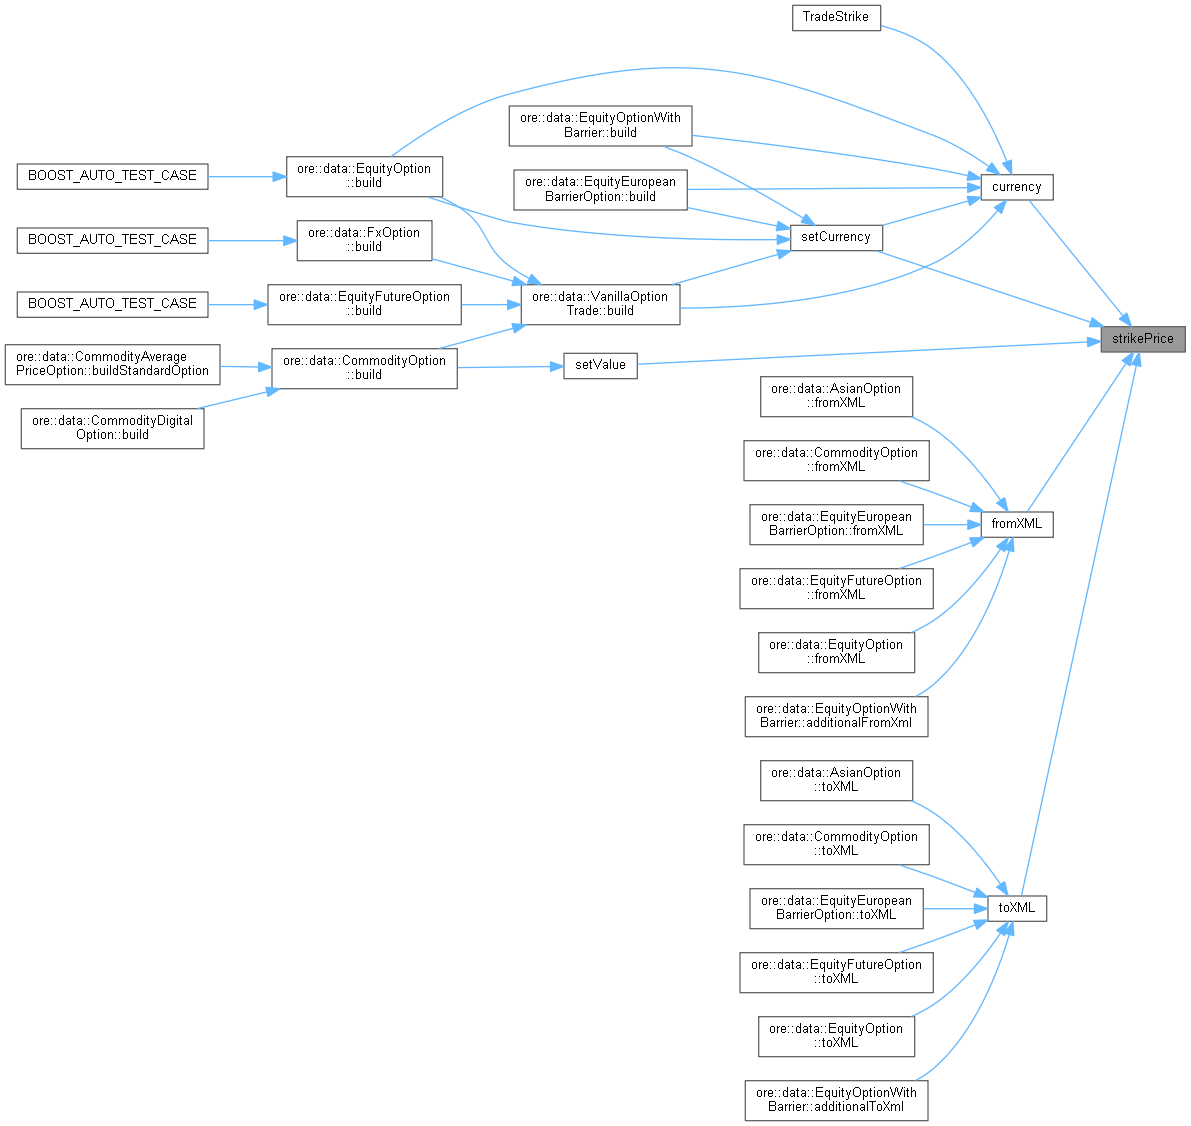 TradeStrike
ore::data::EquityOptionWith
Barrier::build
BOOST_AUTO_TEST_CASE
ore::data::EquityOption
::build
ore::data::EquityEuropean
BarrierOption::build
currency
BOOST_AUTO_TEST_CASE
ore::data::FxOption
::build
setCurrency
BOOST_AUTO_TEST_CASE
ore::data::EquityFutureOption
::build
ore::data::VanillaOption
Trade::build
strikePrice
ore::data::CommodityAverage
PriceOption::buildStandardOption
ore::data::CommodityOption
::build
setValue
ore::data::CommodityDigital
Option::build
ore::data::AsianOption
::fromXML
ore::data::CommodityOption
::fromXML
ore::data::EquityEuropean
BarrierOption::fromXML
fromXML
ore::data::EquityFutureOption
::fromXML
ore::data::EquityOption
::fromXML
ore::data::EquityOptionWith
Barrier::additionalFromXml
ore::data::AsianOption
::toXML
ore::data::CommodityOption
::toXML
ore::data::EquityEuropean
BarrierOption::toXML
toXML
ore::data::EquityFutureOption
::toXML
ore::data::EquityOption
::toXML
ore::data::EquityOptionWith
Barrier::additionalToXml